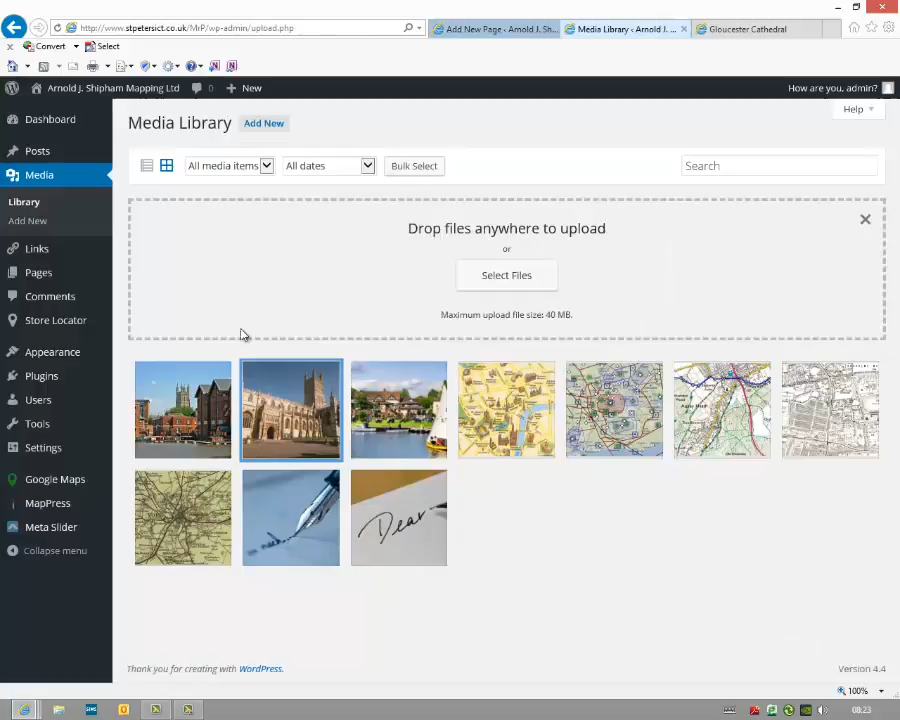 http://www.stpetersict.co.uk/MrP/wp-admin/upload.php
Add New Page ‹ Arnold J. Sh...
Media Library ‹ Arnold J. ...
Gloucester Cathedral
Convert
Select
Arnold J. Shipham Mapping Ltd
0
New
How are you, admin?
Dashboard
Posts
Media
Library
Add New
Links
Pages
Comments
Store Locator
Appearance
Plugins
Users
Tools
Settings
Google Maps
MapPress
Meta Slider
Collapse menu
Help
Media Library
Add New
All media items
All dates
Bulk Select
Search
Drop files anywhere to upload
or
Select Files
Maximum upload file size: 40 MB.
Dear
Thank you for creating with WordPress.
Version 4.4
100%
08:23